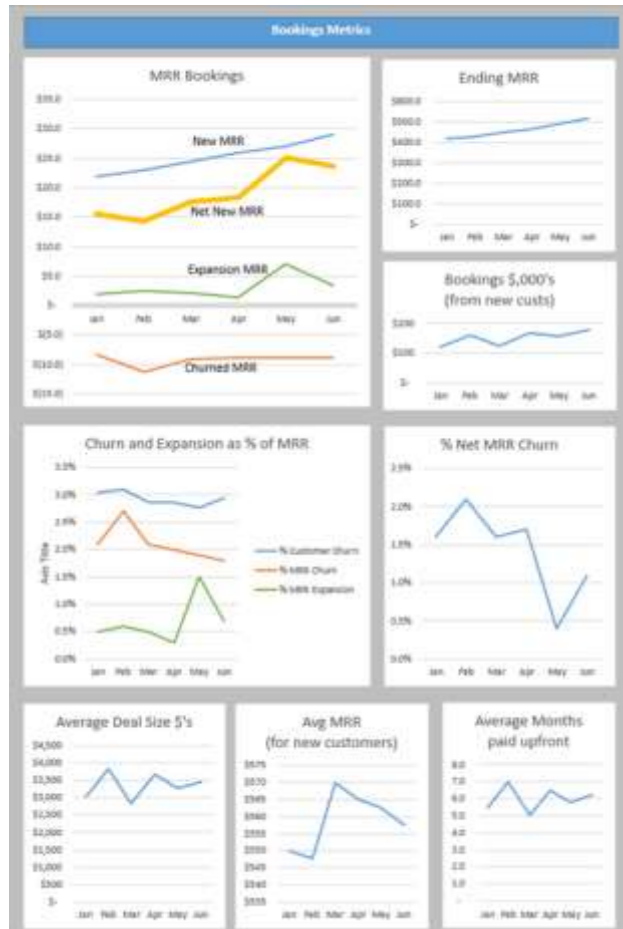 Bookings Metrics
MRR Bookings
$35.0
$30.0
$25.0
$20.0
$15.0
$10.0
$5.0
$-
$(5.0)
$(10.0)
$(15.0)
New MRR
Net New MRR
Expansion MRR
Jan Feb Mar Apr May Jun
Churned MRR
Ending MRR
$600.0
$500.0
$400.0
$300.0
$200.0
$100.0
$-
Jan Feb Mar Apr May Jun
Bookings $,000's
(from new custs)
$200
$100
$-
Jan Feb Mar Apr May Jun
Churn and Expansion as % of MRR
3.5%
3.0%
2.5%
2.0%
1.5%
1.0%
0.5%
0.0%
Axis Title
Jan Feb Mar Apr May Jun
% Customer Churn
% MRR Churn
% MRR Expansion
% Net MRR Churn
2.5%
2.0%
1.5%
1.0%
0.5%
0.0%
Jan Feb Mar Apr May Jun
Average Deal Size $'s
$4,500
$4,000
$3,500
$3,000
$2,500
$2,000
$1,500
$1,000
$500
$-
Jan Feb Mar Apr May Jun
Avg MRR
(for new customers)
$575
$570
$565
$560
$555
$550
$545
$540
$535
Jan Feb Mar Apr May Jun
Average Months
paid upfront
8.0
7.0
6.0
5.0
4.0
3.0
2.0
1.0
-
Jan Feb Mar Apr May Jun